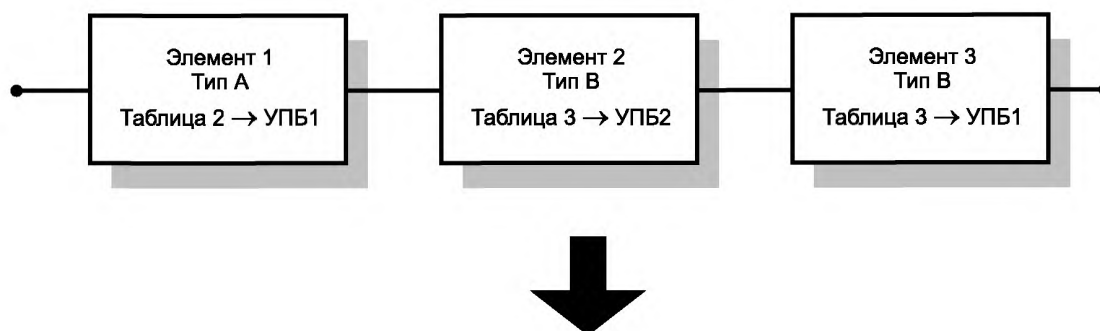 Элемент 1
Тип А
Таблица 2 → УПБ1
Элемент 2
Тип В
Таблица 3 → УПБ2
Элемент 3
Тип В
Таблица 3 → УПБ1